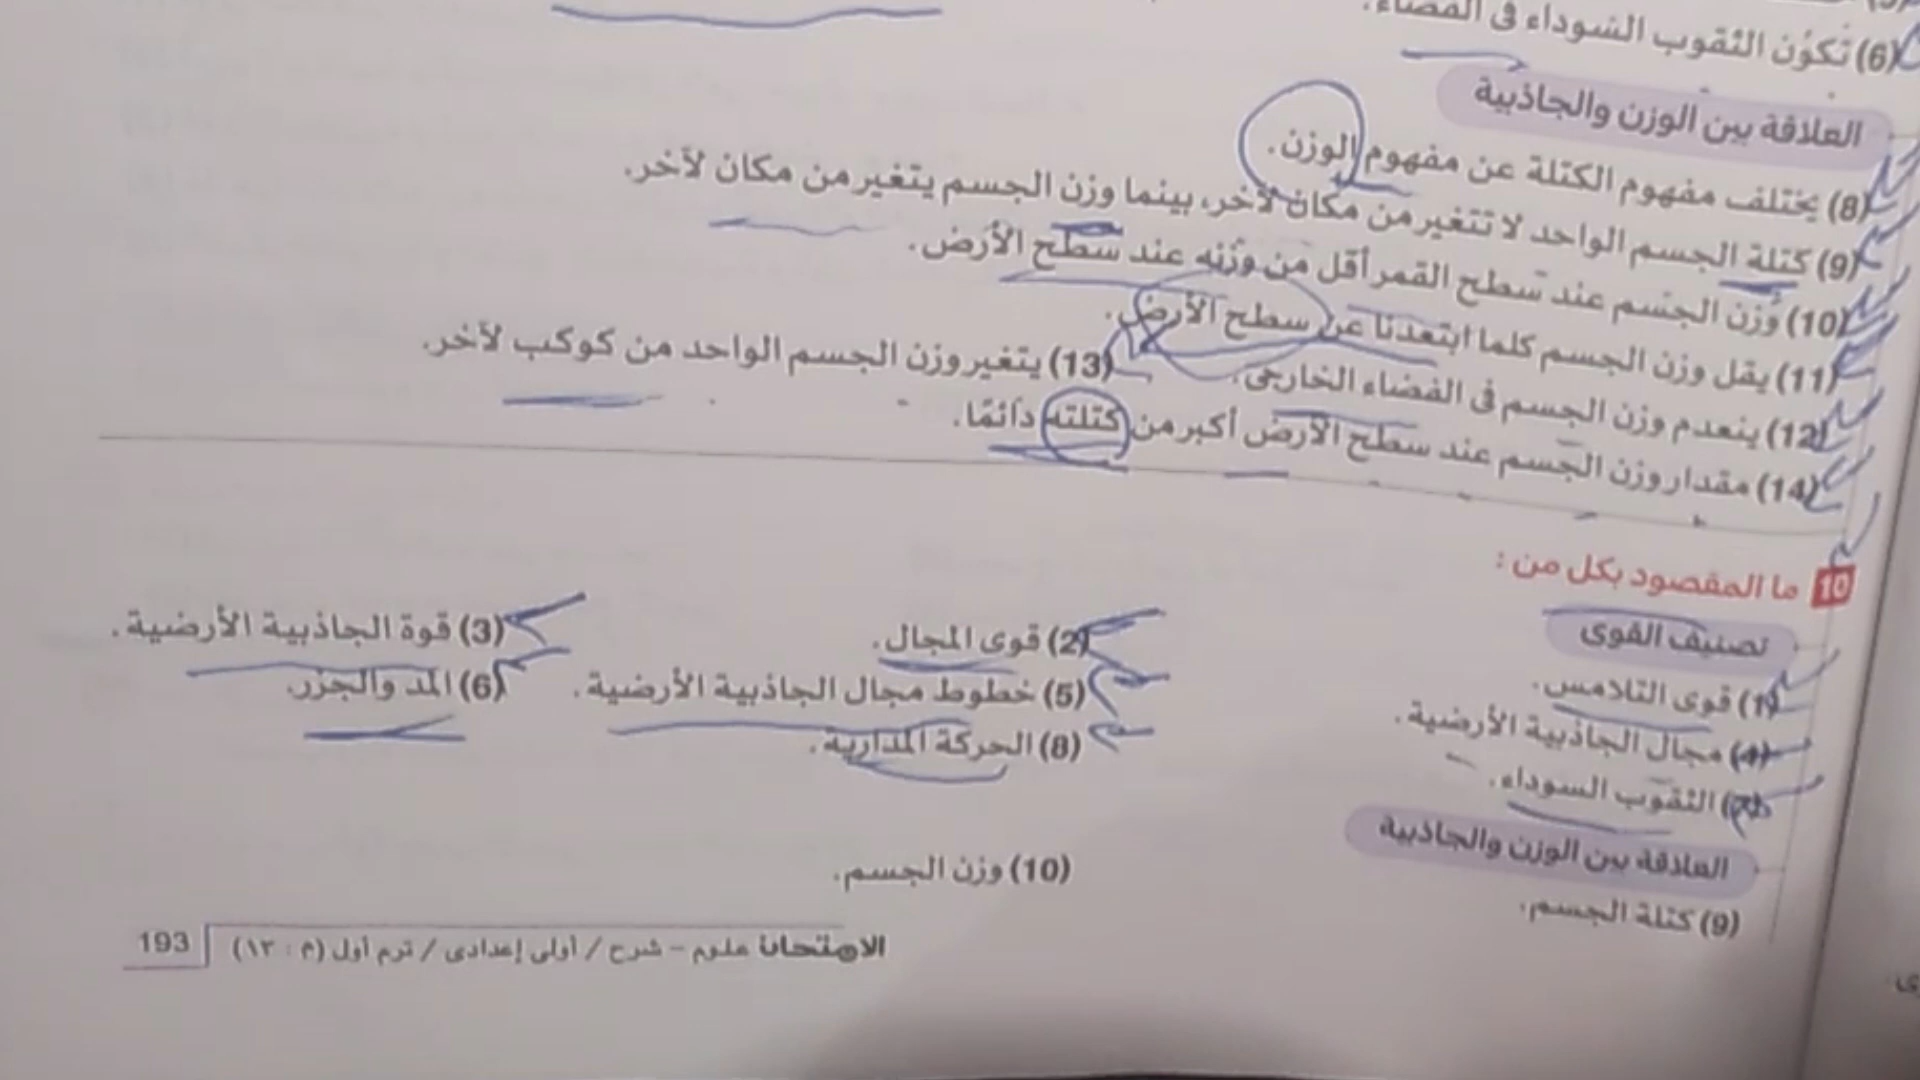 (6) تكوُّن الثقوب السوداء فى الفضاء.
العلاقة بين الوزن والجاذبية
(8) يختلف مفهوم الكتلة عن مفهوم الوزن.
(9) كتلة الجسم الواحد لا تتغير من مكان لآخر، بينما وزن الجسم يتغير من مكان لآخر.
(10) وزن الجسم عند سطح القمر أقل من وزنه عند سطح الأرض.
(11) يقل وزن الجسم كلما ابتعدنا عن سطح الأرض.
(12) ينعدم وزن الجسم فى الفضاء الخارجى. (13) يتغير وزن الجسم الواحد من كوكب لآخر.
(14) مقدار وزن الجسم عند سطح الأرض أكبر من كتلته دائمًا.
10 ما المقصود بكل من :
تصنيف القوى
(1) قوى التلامس. (2) قوى المجال. (3) قوة الجاذبية الأرضية.
(4) مجال الجاذبية الأرضية. (5) خطوط مجال الجاذبية الأرضية. (6) المد والجزر.
(7) الثقوب السوداء. (8) الحركة المدارية.
العلاقة بين الوزن والجاذبية
(9) كتلة الجسم. (10) وزن الجسم.
الامتحان علوم - شرح / أولى إعدادى / ترم أول (م : ١٣) 193